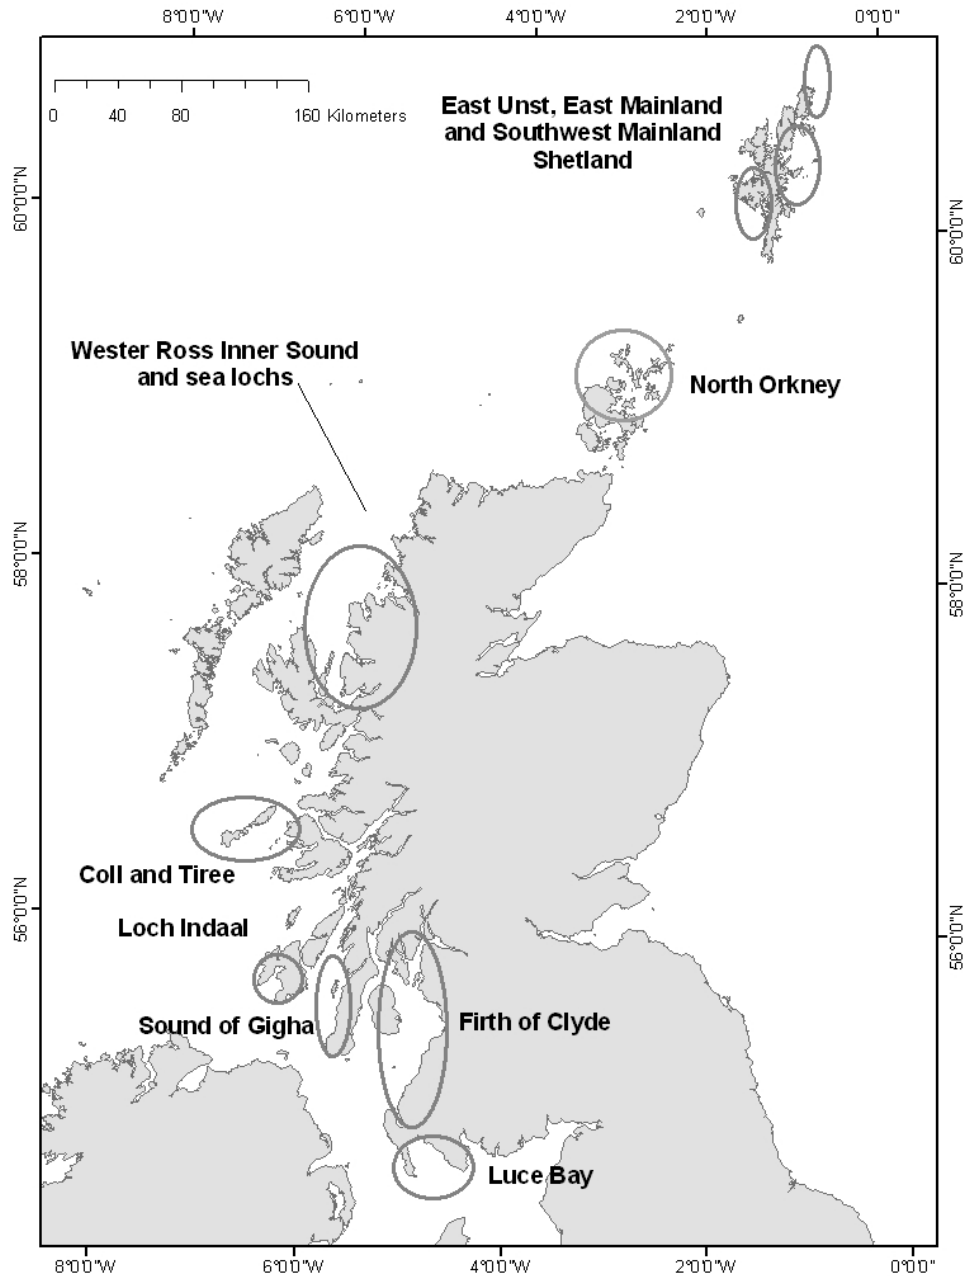 8°0'0"W 6°0'0"W 4°0'0"W 2°0'0"W 0°0'0"
0 40 80 160 Kilometers
East Unst, East Mainland
and Southwest Mainland
Shetland
60°0'0"N
60°0'0"N
Wester Ross Inner Sound
and sea lochs
North Orkney
58°0'0"N
58°0'0"N
Coll and Tiree
56°0'0"N
Loch Indaal
56°0'0"N
Sound of Gigha
Firth of Clyde
Luce Bay
8°0'0"W 6°0'0"W 4°0'0"W 2°0'0"W 0°0'0"